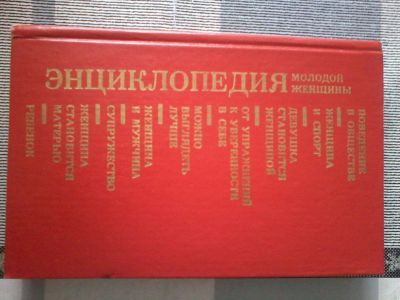 ЭНЦИКЛОПЕДИЯ
МОЛОДОЙ
ЖЕНЩИНЫ
ПОВЕДЕНИЕ
В ОБЩЕСТВЕ
ЖЕНЩИНА
И СПОРТ
ДЕВУШКА
СТАНОВИТСЯ
ЖЕНЩИНОЙ
ОТ УПРАЖНЕНИЙ
К УВЕРЕННОСТИ
В СЕБЕ
МОЖНО
ВЫГЛЯДЕТЬ
ЛУЧШЕ
ЖЕНЩИНА
И МУЖЧИНА
СУПРУЖЕСТВО
ЖЕНЩИНА
СТАНОВИТСЯ
МАТЕРЬЮ
РЕБЕНОК